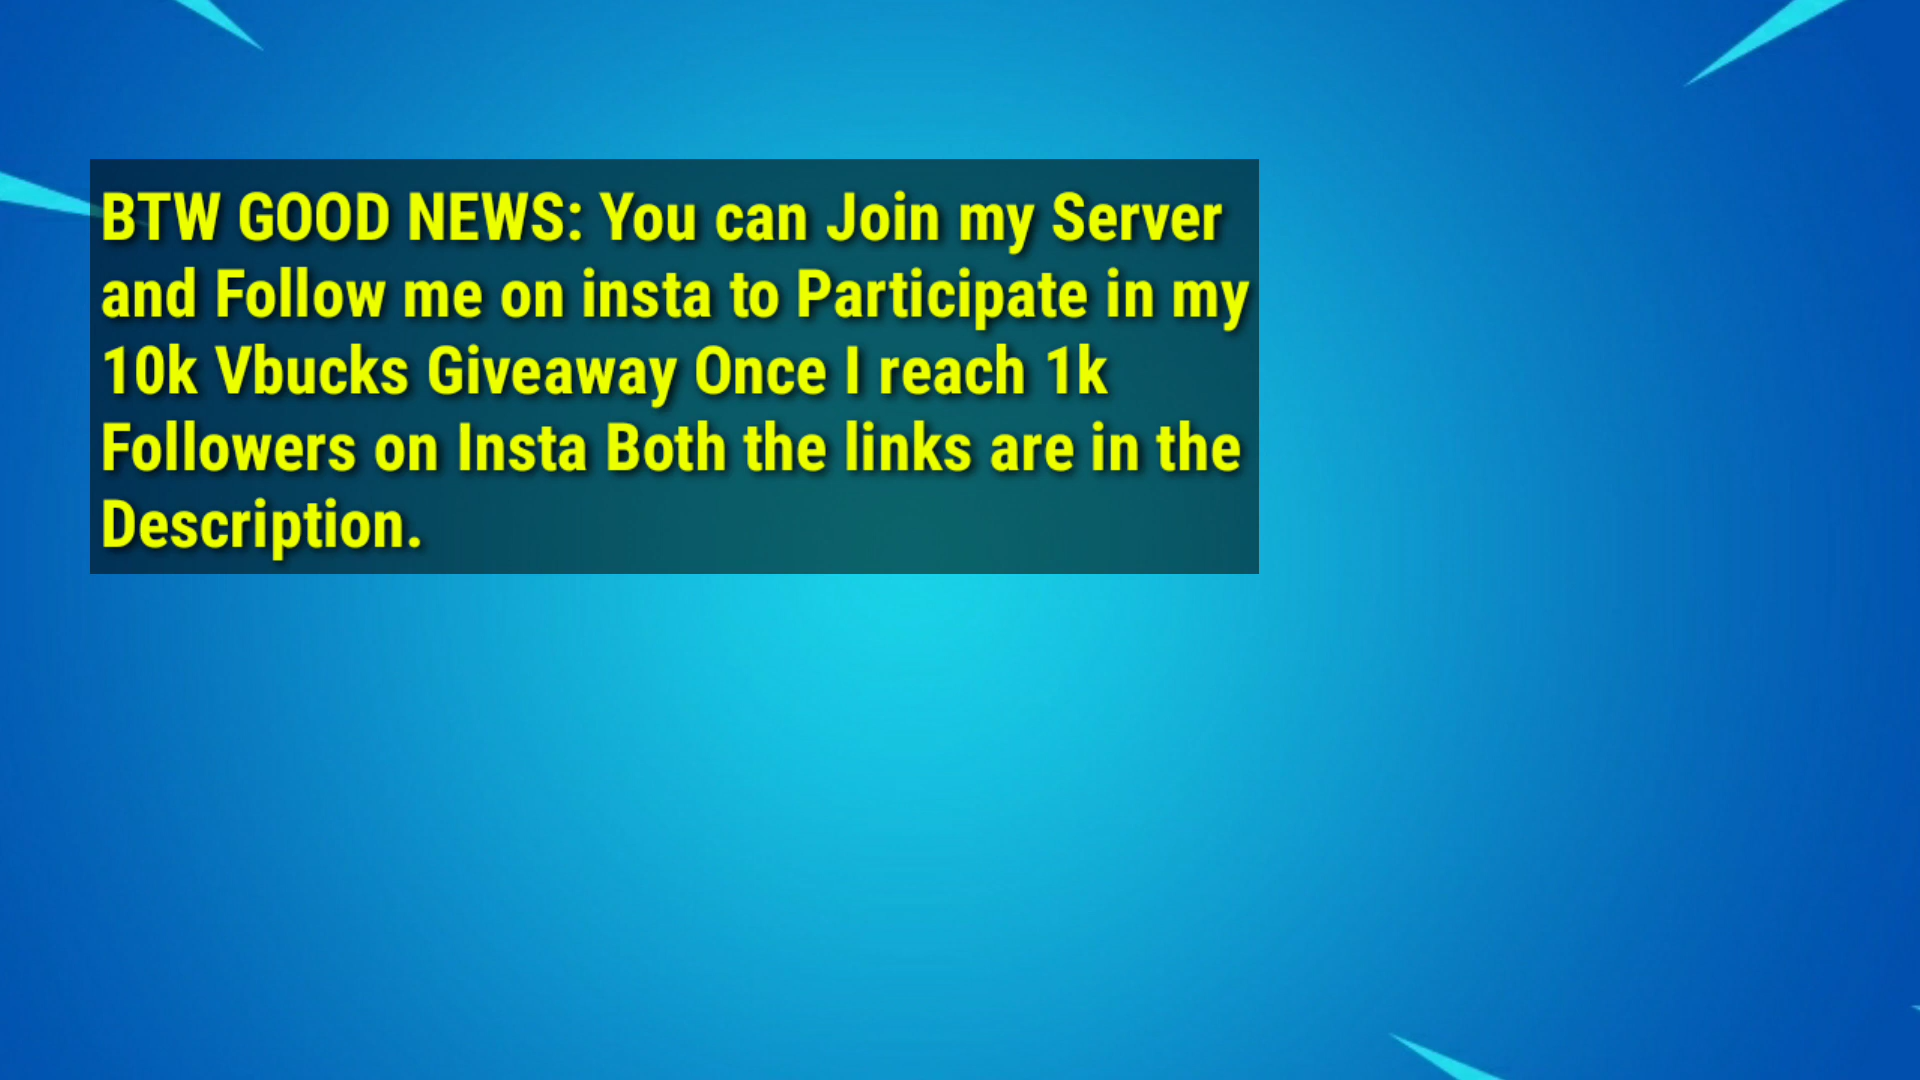 BTW GOOD NEWS: You can Join my Server
and Follow me on insta to Participate in my
10k Vbucks Giveaway Once I reach 1k
Followers on Insta Both the links are in the
Description.